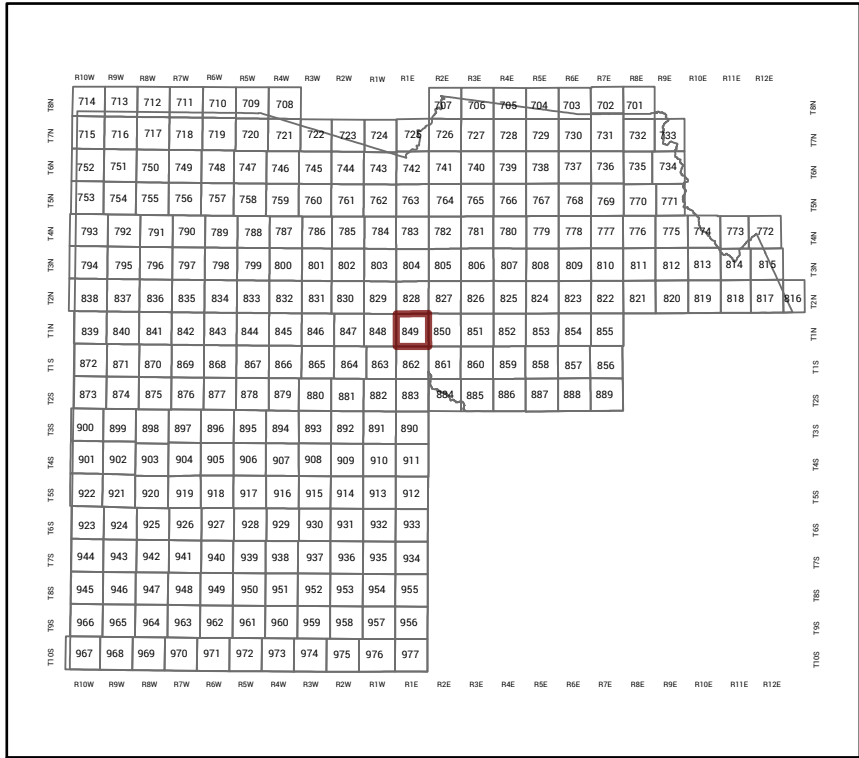 R10W R9W R8W R7W R6W R5W R4W R3W R2W R1W R1E R2E R3E R4E R5E R6E R7E R8E R9E R10E R11E R12E
T8N 714 713 712 711 710 709 708 707 706 705 704 703 702 701 T8N
T7N 715 716 717 718 719 720 721 722 723 724 725 726 727 728 729 730 731 732 733 T7N
T6N 752 751 750 749 748 747 746 745 744 743 742 741 740 739 738 737 736 735 734 T6N
T5N 753 754 755 756 757 758 759 760 761 762 763 764 765 766 767 768 769 770 771 T5N
T4N 793 792 791 790 789 788 787 786 785 784 783 782 781 780 779 778 777 776 775 774 773 772 T4N
T3N 794 795 796 797 798 799 800 801 802 803 804 805 806 807 808 809 810 811 812 813 814 815 T3N
T2N 838 837 836 835 834 833 832 831 830 829 828 827 826 825 824 823 822 821 820 819 818 817 816 T2N
T1N 839 840 841 842 843 844 845 846 847 848 849 850 851 852 853 854 855 T1N
T1S 872 871 870 869 868 867 866 865 864 863 862 861 860 859 858 857 856 T1S
T2S 873 874 875 876 877 878 879 880 881 882 883 884 885 886 887 888 889 T2S
T3S 900 899 898 897 896 895 894 893 892 891 890 T3S
T4S 901 902 903 904 905 906 907 908 909 910 911 T4S
T5S 922 921 920 919 918 917 916 915 914 913 912 T5S
T6S 923 924 925 926 927 928 929 930 931 932 933 T6S
T7S 944 943 942 941 940 939 938 937 936 935 934 T7S
T8S 945 946 947 948 949 950 951 952 953 954 955 T8S
T9S 966 965 964 963 962 961 960 959 958 957 956 T9S
T10S 967 968 969 970 971 972 973 974 975 976 977 T10S
R10W R9W R8W R7W R6W R5W R4W R3W R2W R1W R1E R2E R3E R4E R5E R6E R7E R8E R9E R10E R11E R12E